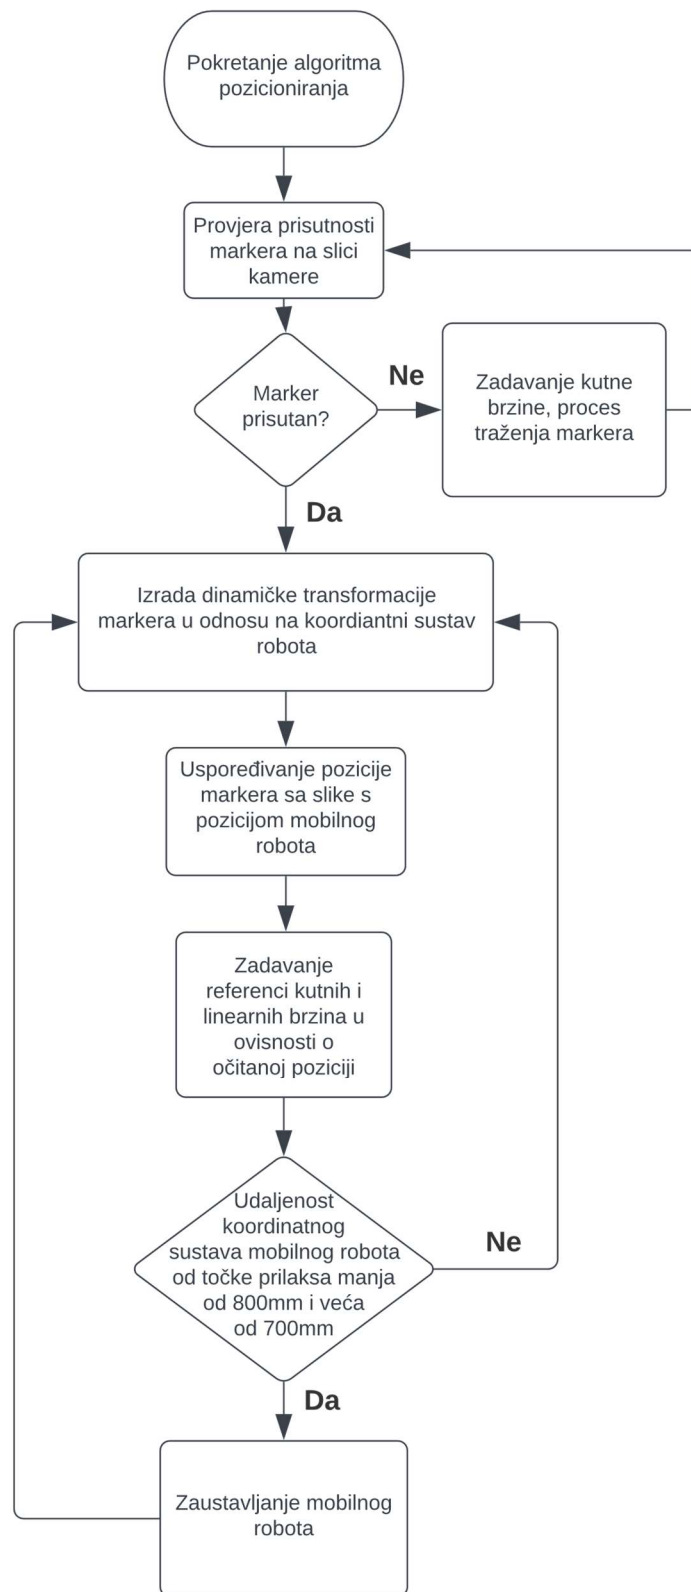 Pokretanje algoritma
pozicioniranja
Provjera prisutnosti
markera na slici
kamere
Marker
prisutan?
Ne
Zadavanje kutne
brzine, proces
traženja markera
Da
Izrada dinamičke transformacije
markera u odnosu na koordiantni sustav
robota
Uspoređivanje pozicije
markera sa slike s
pozicijom mobilnog
robota
Zadavanje
referenci kutnih i
linearnih brzina u
ovisnosti o
očitanoj poziciji
Udaljenost
koordinatnog
sustava mobilnog robota
od točke prilaksa manja
od 800mm i veća
od 700mm
Ne
Da
Zaustavljanje mobilnog
robota